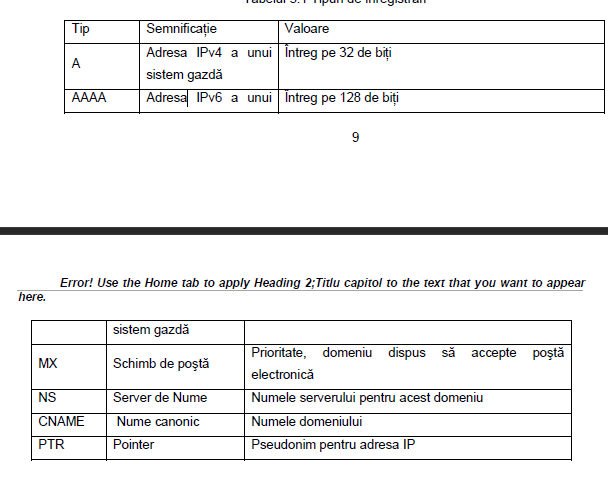 Tabelul 3.1 Tipuri de înregistrări
Tip Semnificație Valoare
A Adresa IPv4 a unui sistem gazdă Întreg pe 32 de biți
AAAA Adresa IPv6 a unui Întreg pe 128 de biți
9
Error! Use the Home tab to apply Heading 2;Titlu capitol to the text that you want to appear
here.
sistem gazdă
MX Schimb de poştă Prioritate, domeniu dispus să accepte poştă electronică
NS Server de Nume Numele serverului pentru acest domeniu
CNAME Nume canonic Numele domeniului
PTR Pointer Pseudonim pentru adresa IP